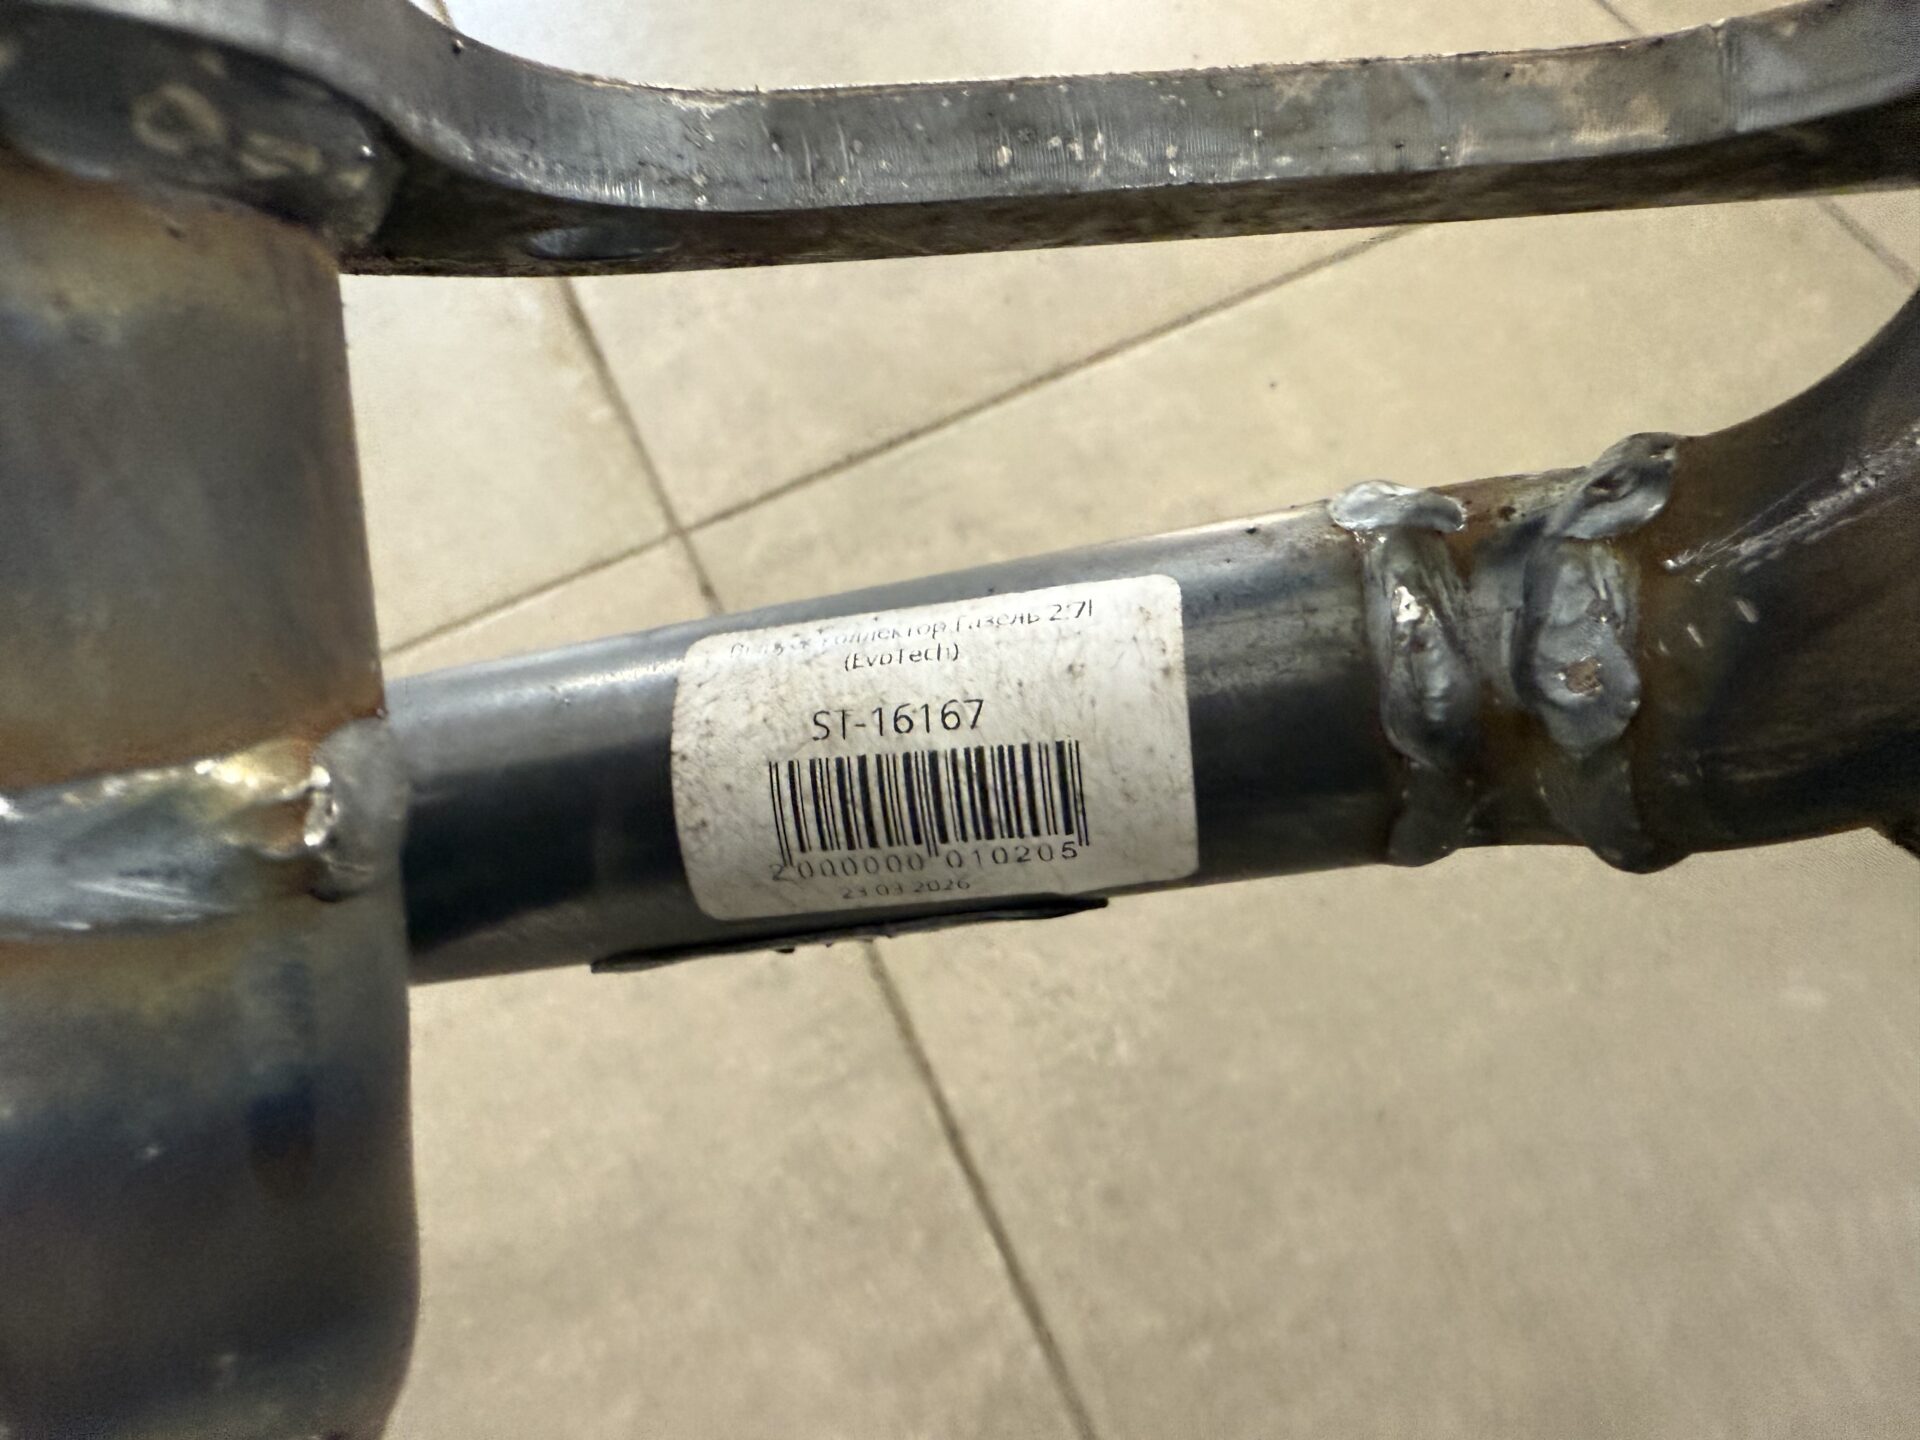 коллектор Газель 2.7l
(EvoTech)
ST-16167
2000000 010205
23 03 2026